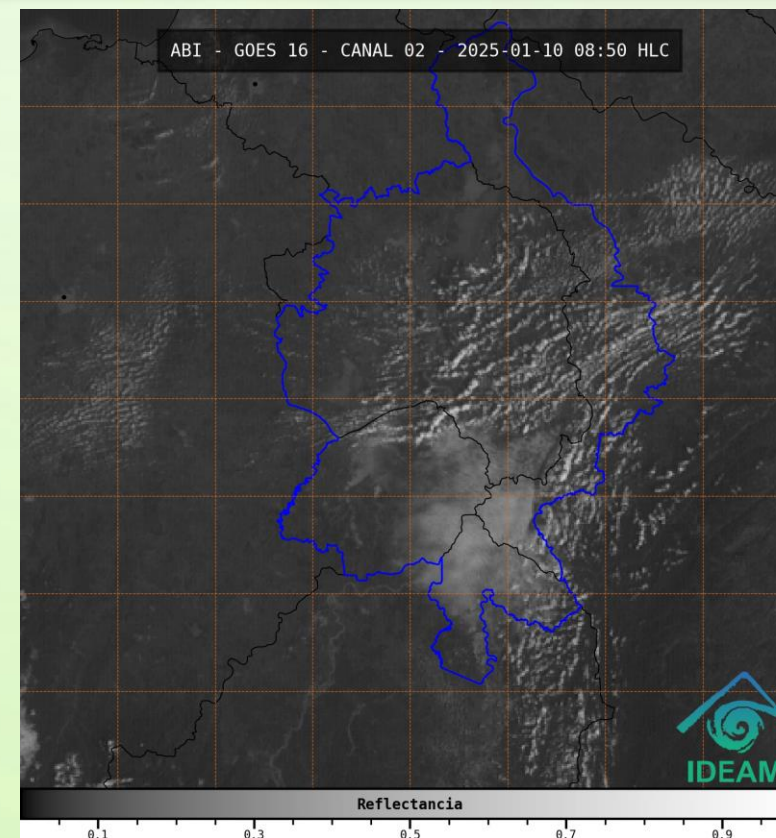 ABI - GOES 16 - CANAL 02 - 2025-01-10 08:50 HLC
IDEAM
Reflectancia
0.1 0.3 0.5 0.7 0.9